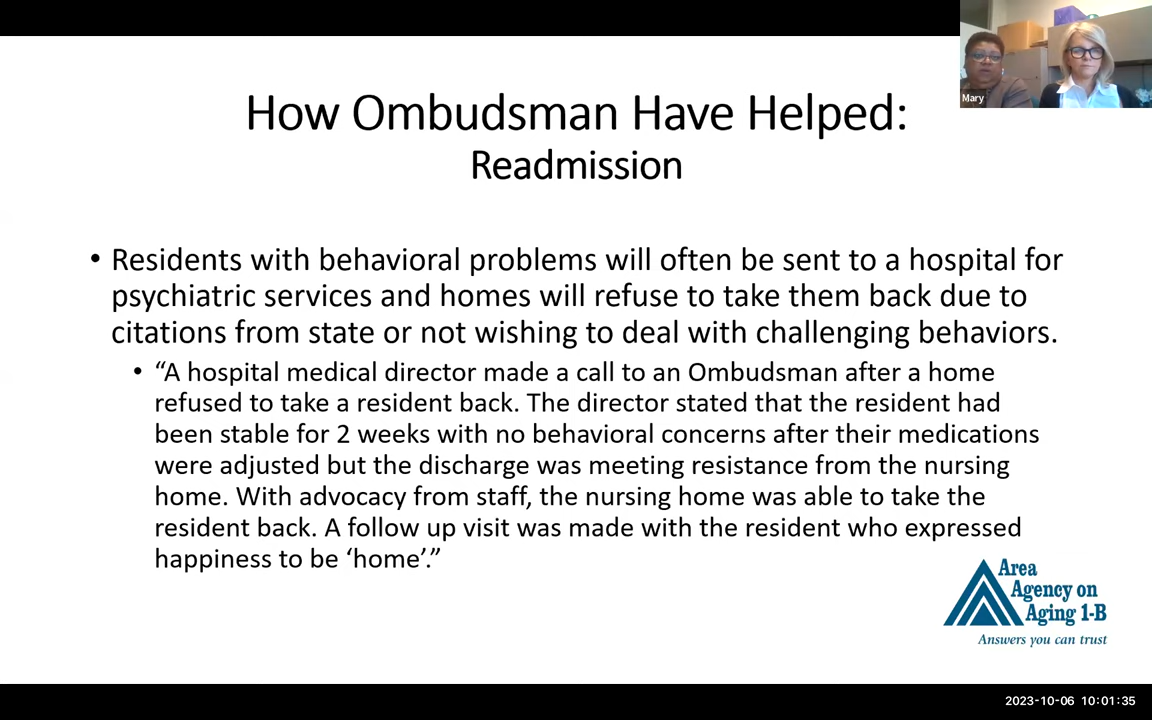 Mary
How Ombudsman Have Helped:
Readmission
• Residents with behavioral problems will often be sent to a hospital for
psychiatric services and homes will refuse to take them back due to
citations from state or not wishing to deal with challenging behaviors.
• “A hospital medical director made a call to an Ombudsman after a home
refused to take a resident back. The director stated that the resident had
been stable for 2 weeks with no behavioral concerns after their medications
were adjusted but the discharge was meeting resistance from the nursing
home. With advocacy from staff, the nursing home was able to take the
resident back. A follow up visit was made with the resident who expressed
happiness to be ‘home’.”
Area
Agency on
Aging 1-B
Answers you can trust
2023-10-06 10:01:35